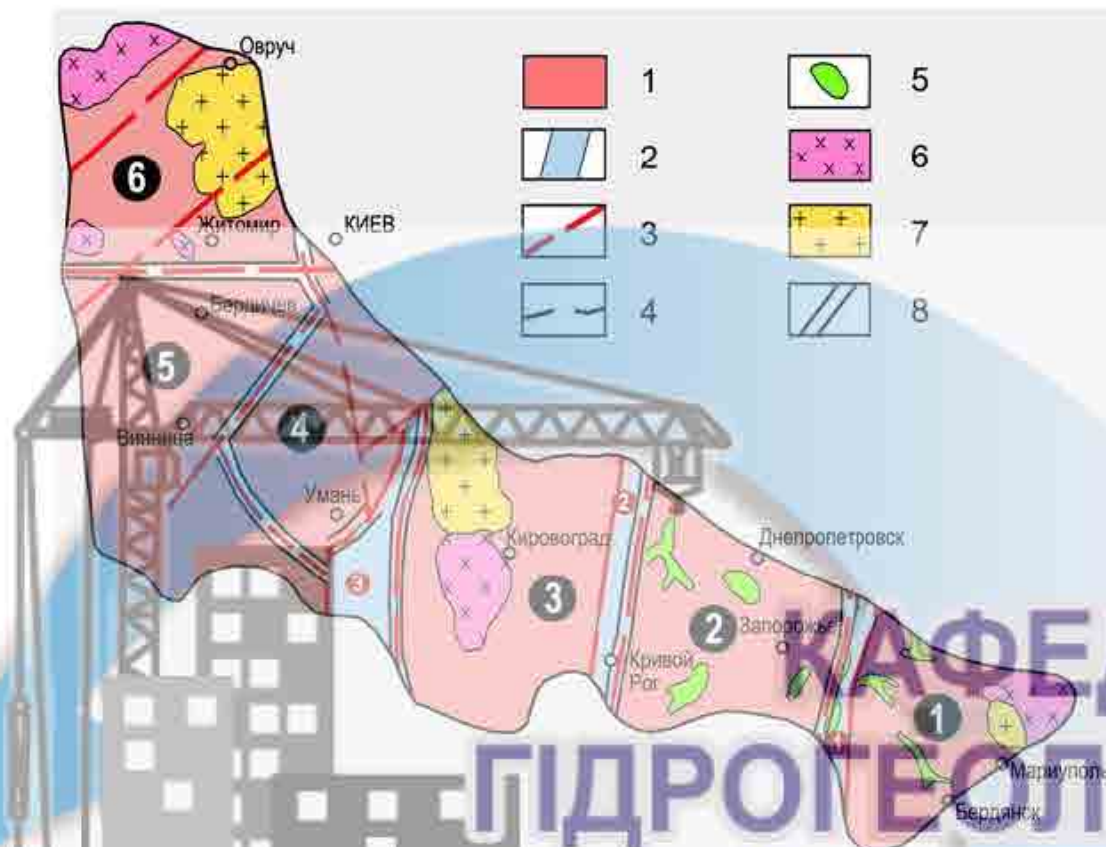 Овруч
1
5
2
6
6
Житомир
КИЕВ
3
7
Бердичев
4
8
5
4
Винница
Умань
2
Кировоград
Днепропетровск
3
3
2
Запорожье
КАФЕД
Кривой
Рог
1
ГІДРОГЕОЛ
Мариуполь
Бердянск